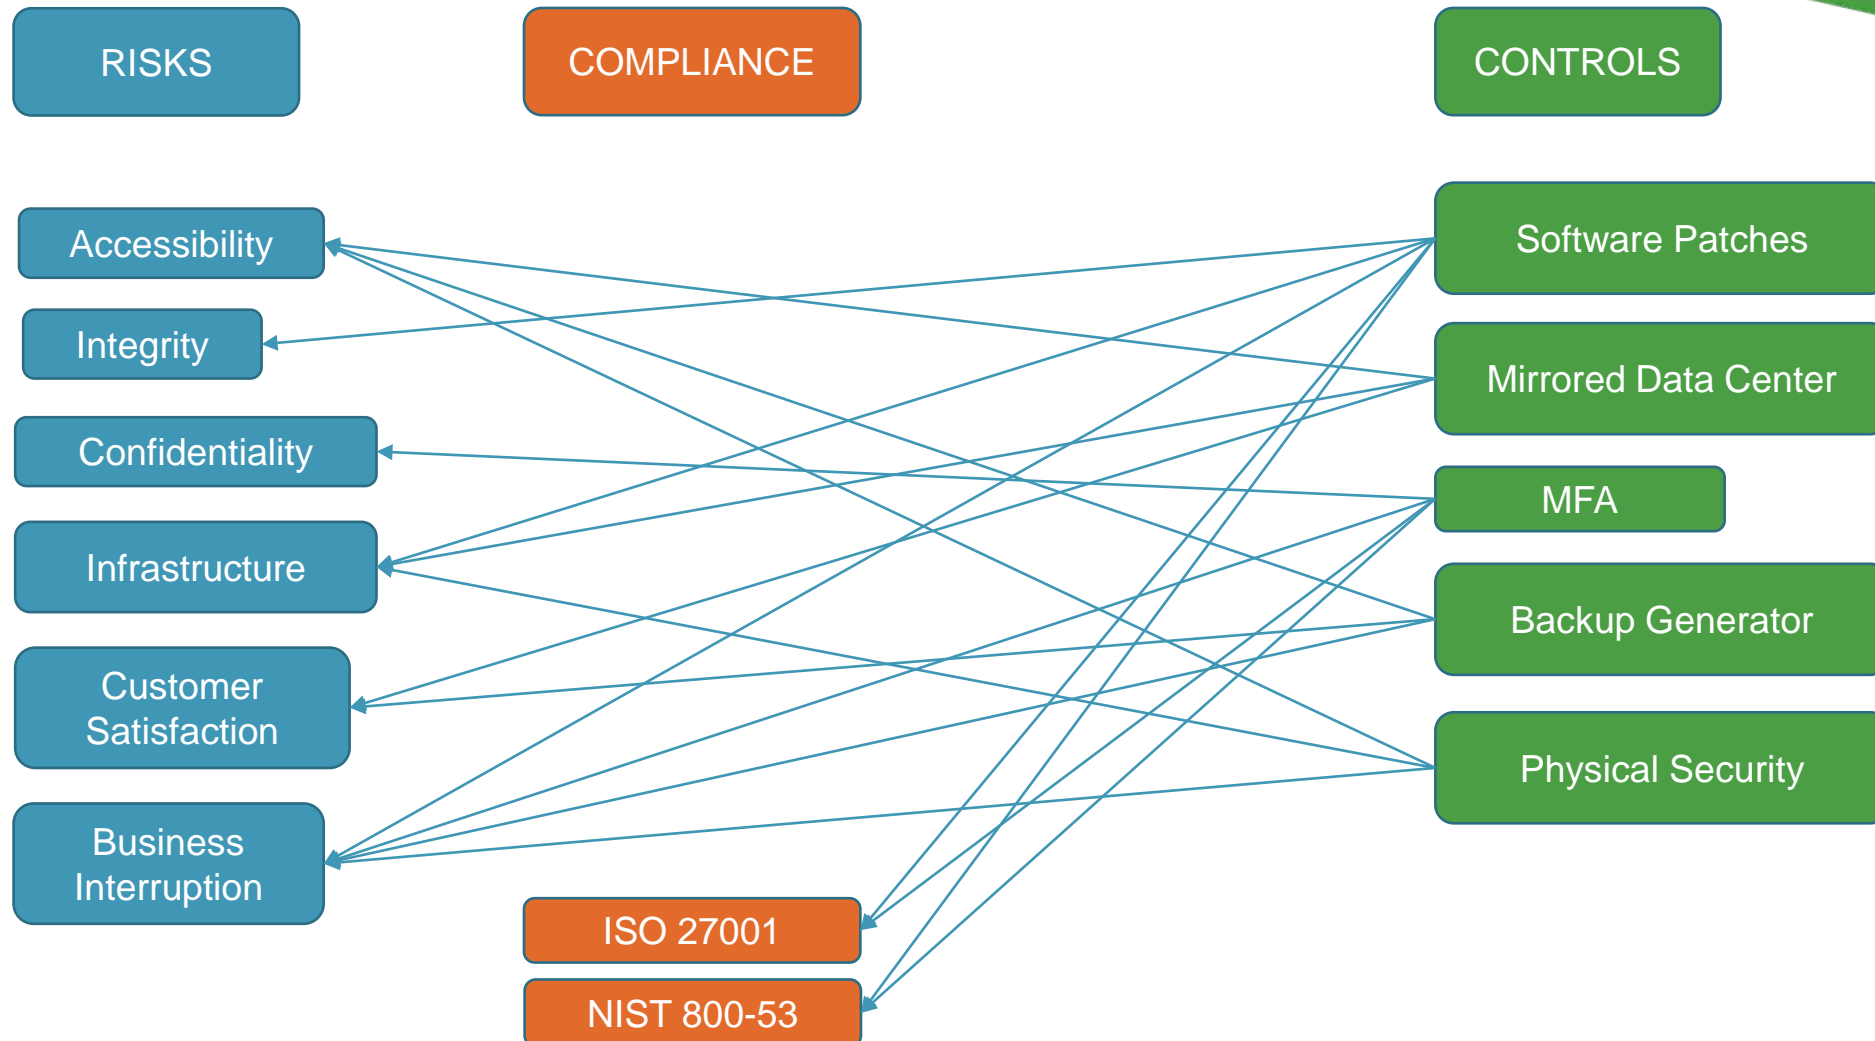 RISKS
COMPLIANCE
CONTROLS
Accessibility
Integrity
Confidentiality
Infrastructure
Customer
Satisfaction
Business
Interruption
ISO 27001
NIST 800-53
Software Patches
Mirrored Data Center
MFA
Backup Generator
Physical Security